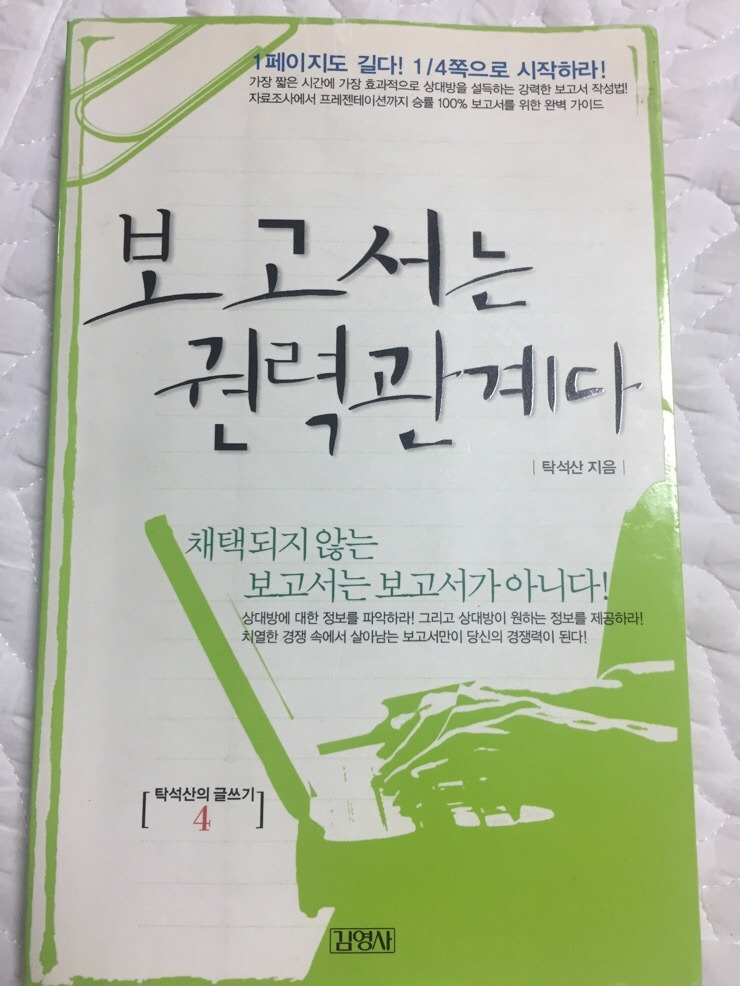 1페이지도 길다! 1/4쪽으로 시작하라!
가장 짧은 시간에 가장 효과적으로 상대방을 설득하는 강력한 보고서 작성법!
자료조사에서 프레젠테이션까지 승률 100% 보고서를 위한 완벽 가이드
보고서는
권력관계다
| 탁석산 지음 |
채택되지 않는
보고서는 보고서가 아니다!
상대방에 대한 정보를 파악하라! 그리고 상대방이 원하는 정보를 제공하라!
치열한 경쟁 속에서 살아남는 보고서만이 당신의 경쟁력이 된다!
[탁석산의 글쓰기
4]
김영사